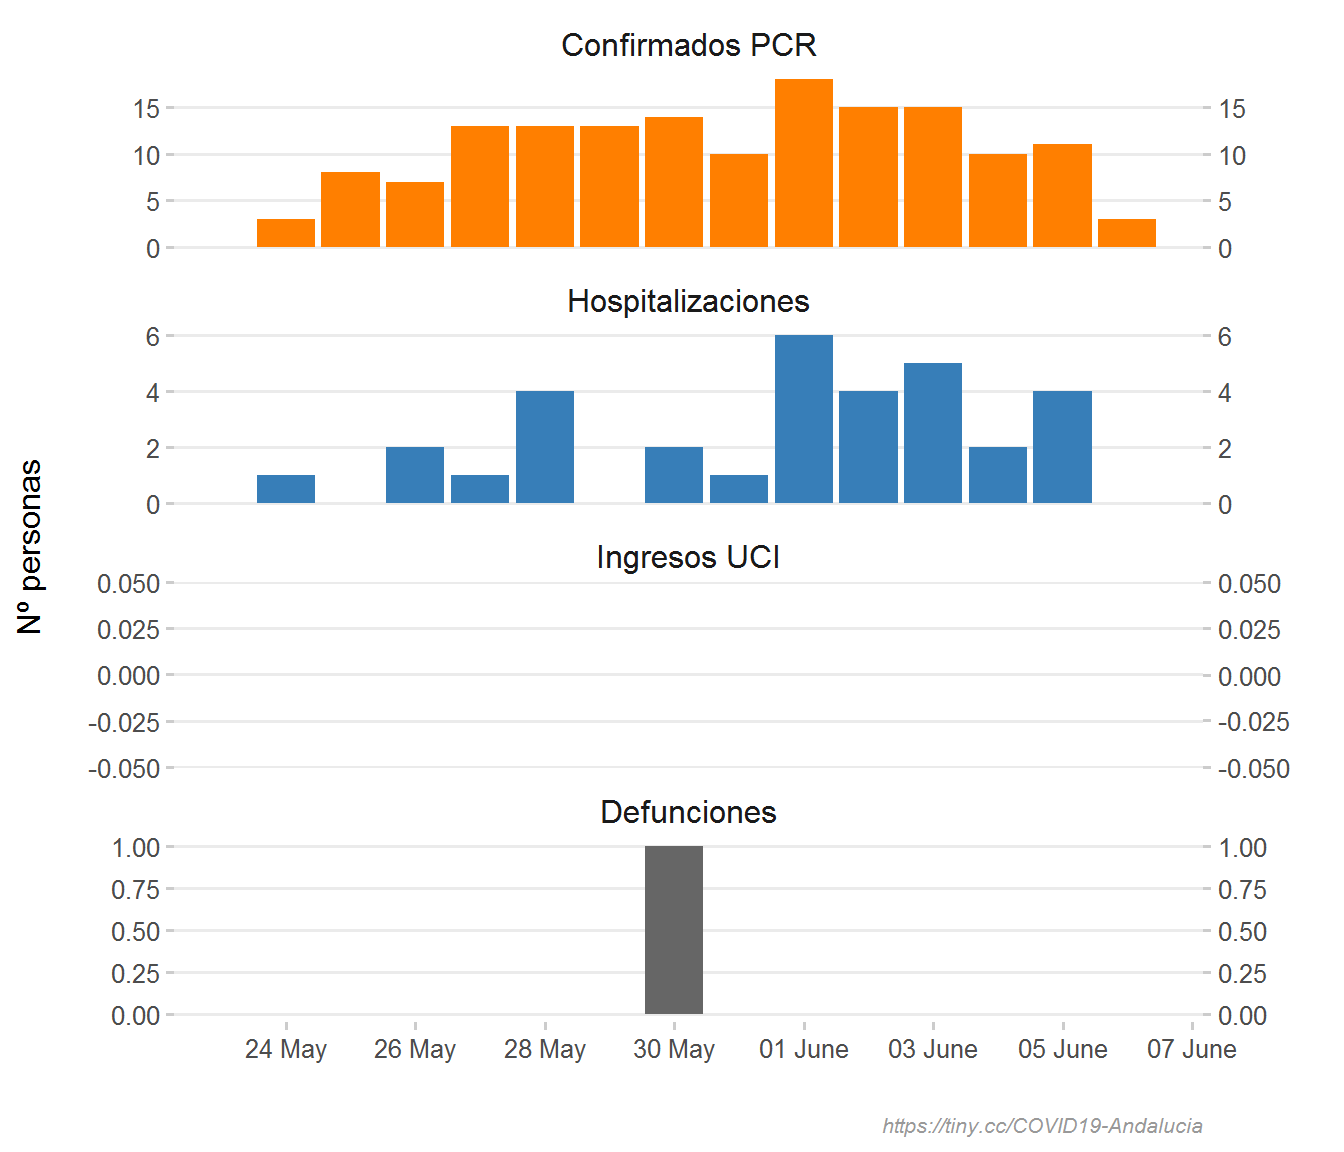 Confirmados PCR
15 15
10 10
5 5
0 0
Hospitalizaciones
6 6
4 4
2 2
0 0
Nº personas
Ingresos UCI
0.050 0.050
0.025 0.025
0.000 0.000
-0.025 -0.025
-0.050 -0.050
Defunciones
1.00 1.00
0.75 0.75
0.50 0.50
0.25 0.25
0.00 0.00
24 May 26 May 28 May 30 May 01 June 03 June 05 June 07 June
https://tiny.cc/COVID19-Andalucia